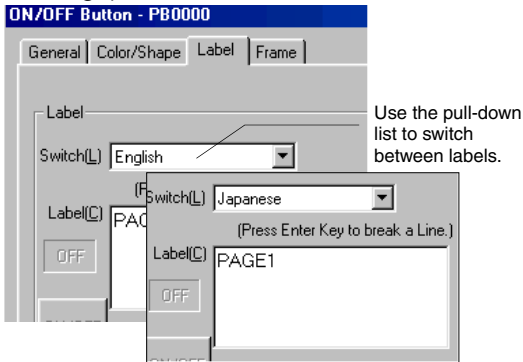 ON/OFF Button - PB0000
General Color/Shape Label Frame
Label
Use the pull-down
list to switch
between labels.
Switch(L) English
Label(C)
OFF
Switch(L) Japanese
(Press Enter Key to break a Line.)
Label(C) PAGE1
OFF